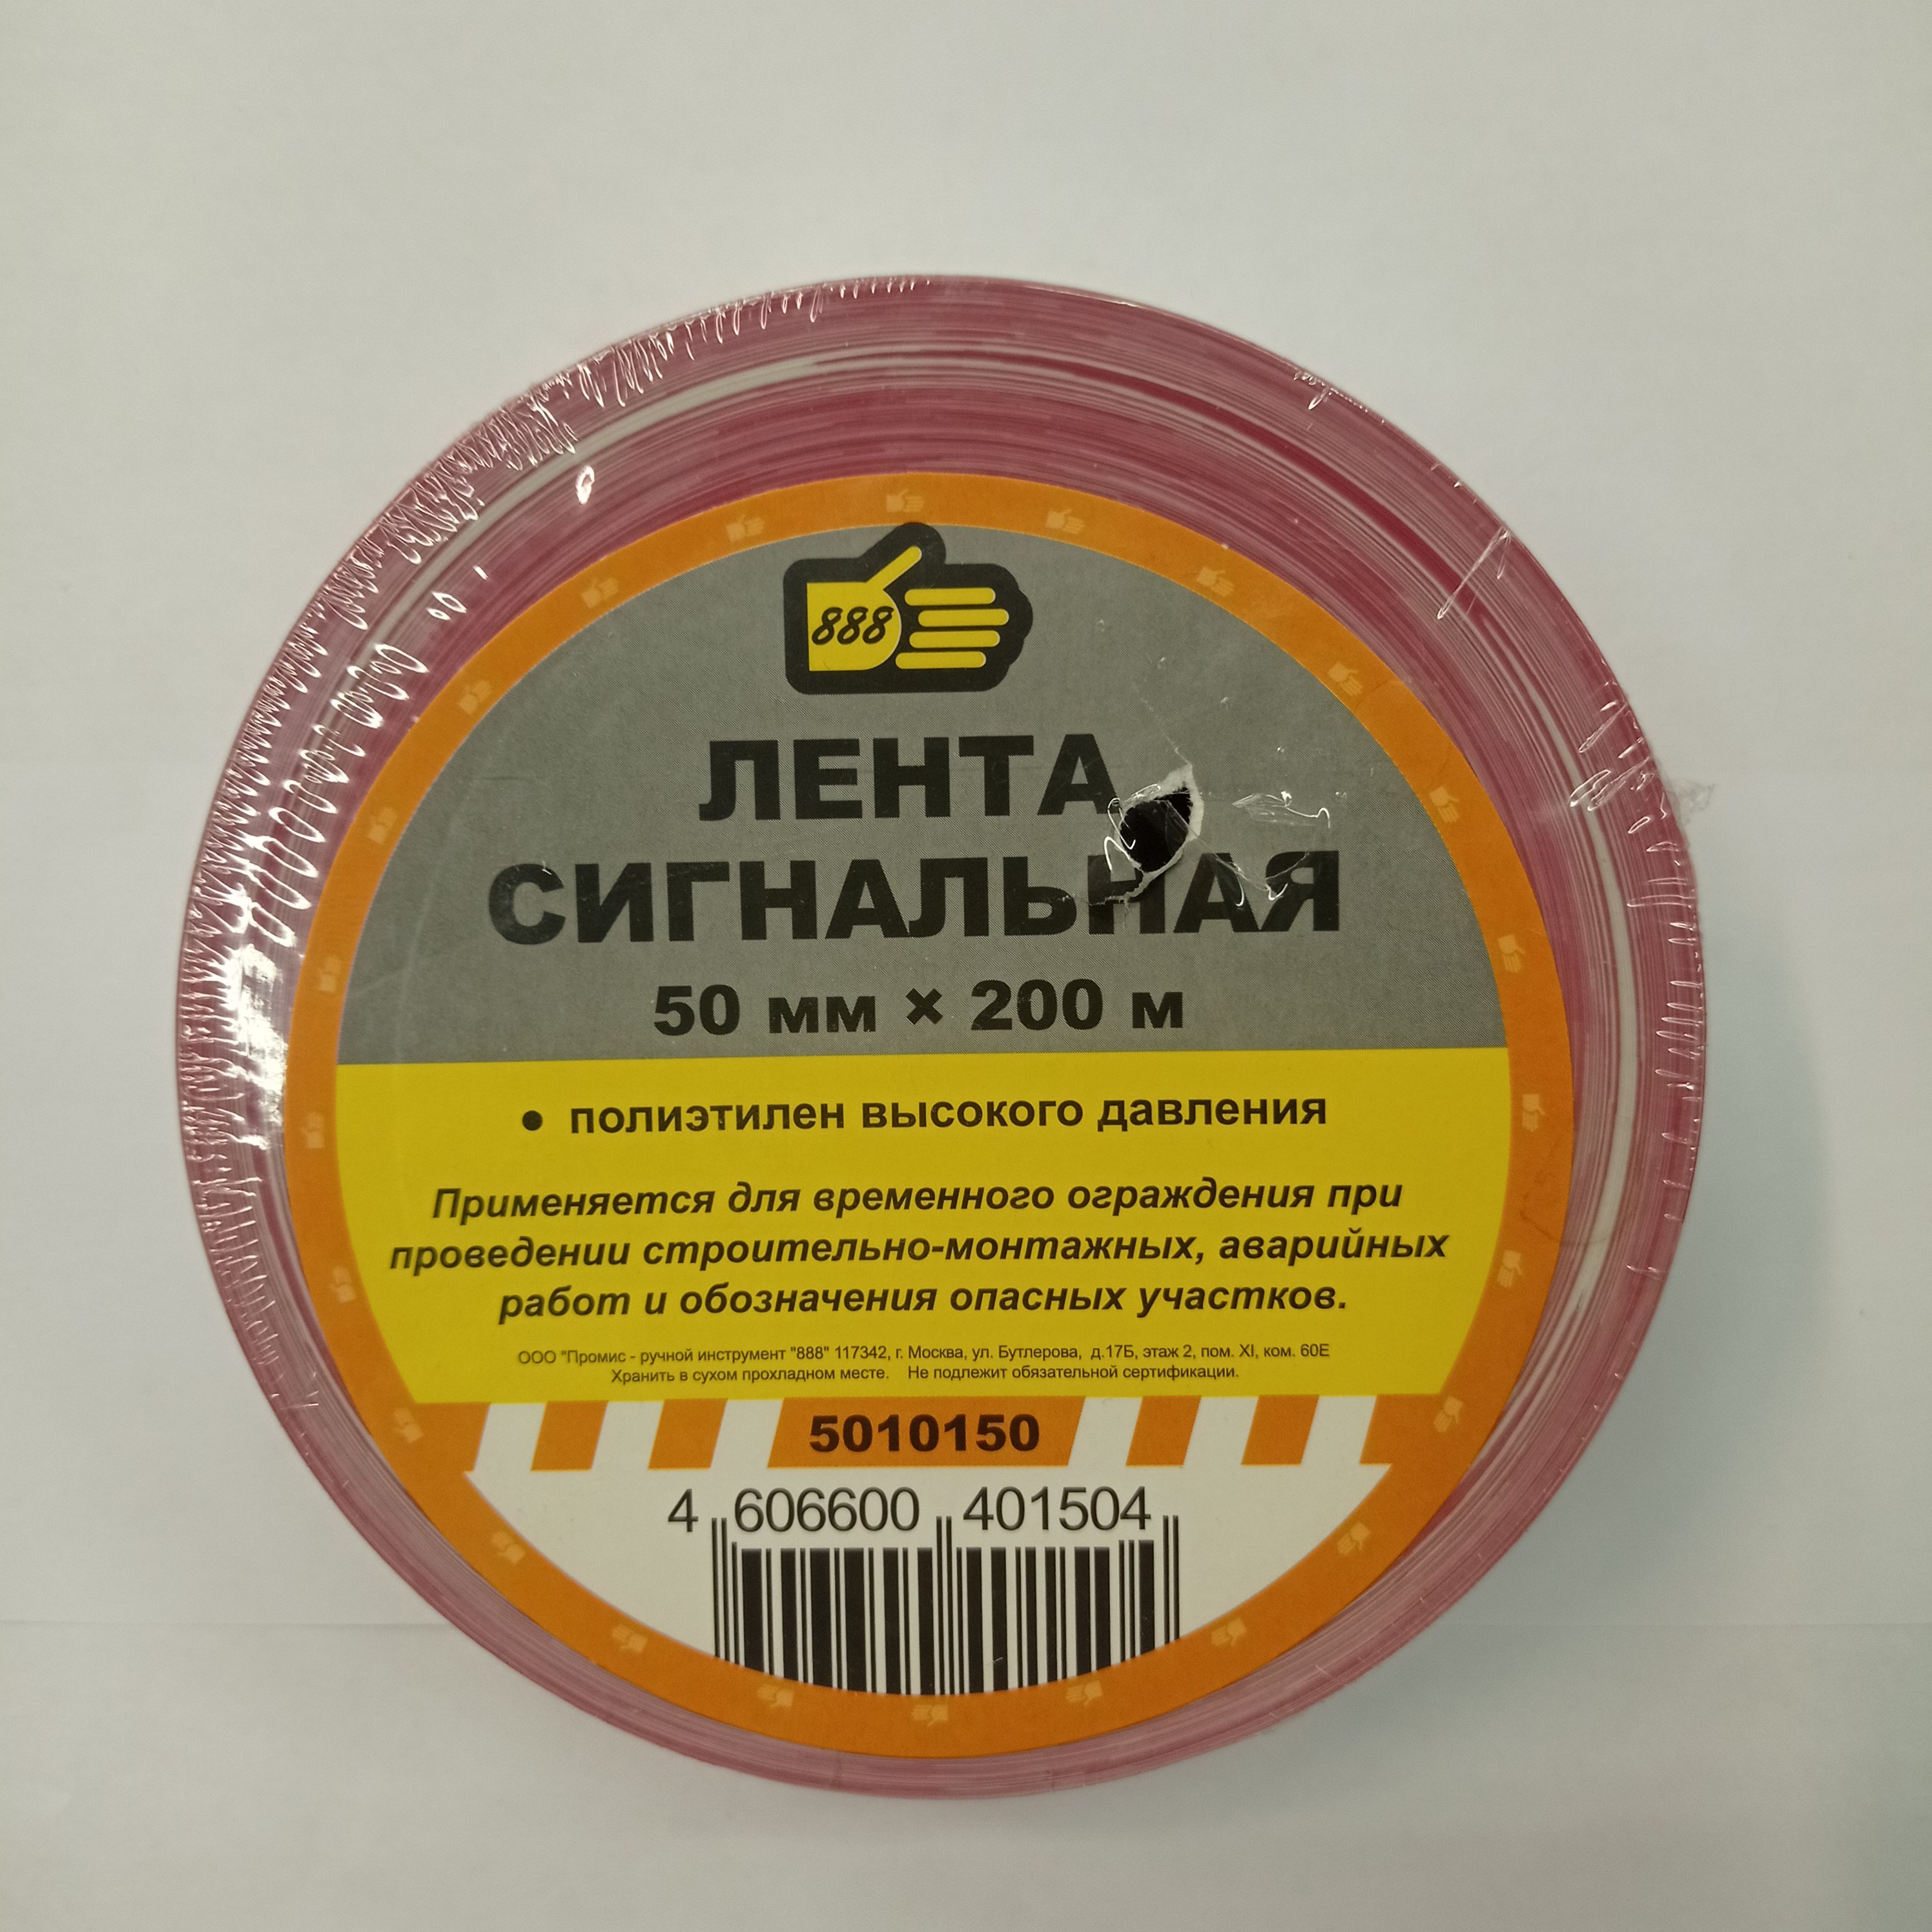 888
ЛЕНТА
СИГНАЛЬНАЯ
50 мм × 200 м
• полиэтилен высокого давления
Применяется для временного ограждения при
проведении строительно-монтажных, аварийных
работ и обозначения опасных участков.
ООО "Промис - ручной инструмент "888" 117342, г. Москва, ул. Бутлерова, д.17Б, этаж 2, пом. XI, ком. 60Е
Хранить в сухом прохладном месте. Не подлежит обязательной сертификации.
5010150
4 606600 401504